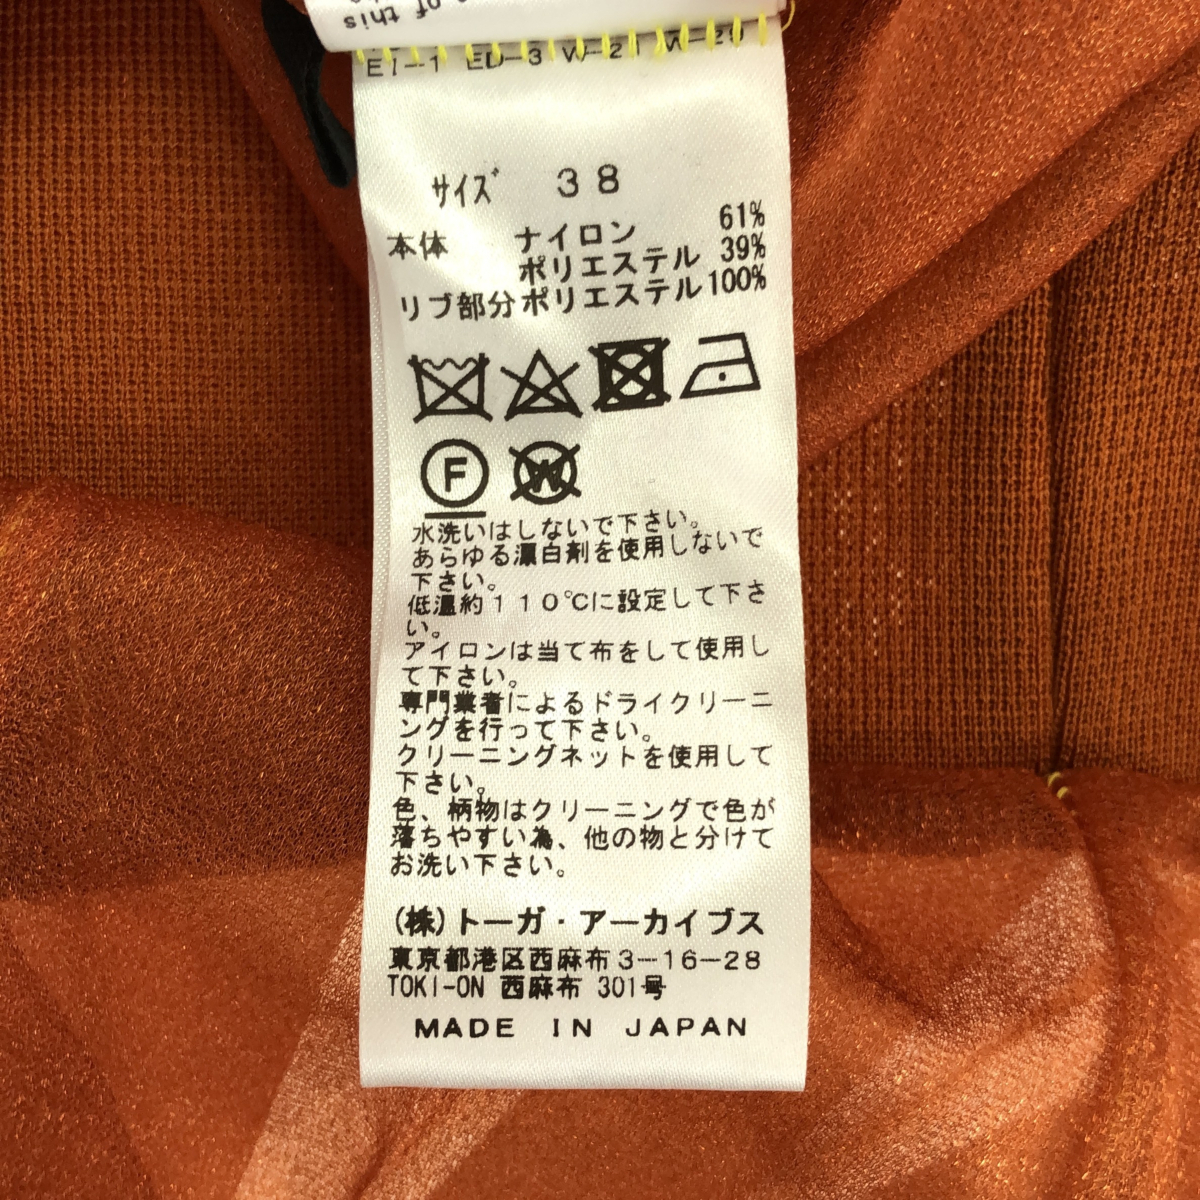 of this
EI-1 ED-3 W-21 W-20
サイズ 38
本体 ナイロン 61%
ポリエステル 39%
リブ部分ポリエステル100%
F W
水洗いはしないで下さい。
あらゆる漂白剤を使用しないで
下さい。
低温約110℃に設定して下さ
い。
アイロンは当て布をして使用し
て下さい。
専門業者によるドライクリーニ
ングを行って下さい。
クリーニングネットを使用して
下さい。
色、柄物はクリーニングで色が
落ちやすい為、他の物と分けて
お洗い下さい。
(株)トーガ・アーカイブス
東京都港区西麻布3-16-28
TOKI-ON 西麻布 301号
MADE IN JAPAN